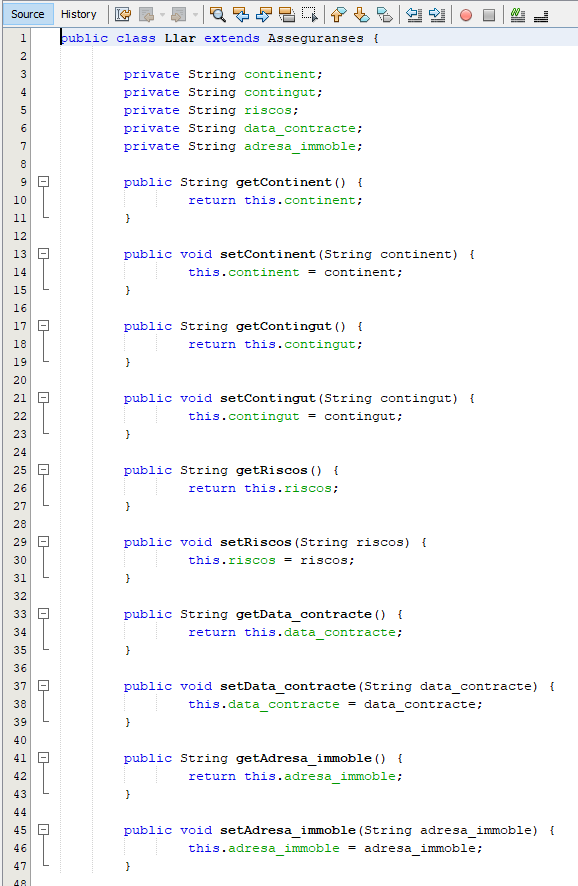 Source History
1 public class Llar extends Asseguranses {
2
3 private String continent;
4 private String contingut;
5 private String riscos;
6 private String data_contracte;
7 private String adresa_immoble;
8
9 public String getContinent() {
10 return this.continent;
11 }
12
13 public void setContinent(String continent) {
14 this.continent = continent;
15 }
16
17 public String getContingut() {
18 return this.contingut;
19 }
20
21 public void setContingut(String contingut) {
22 this.contingut = contingut;
23 }
24
25 public String getRiscos() {
26 return this.riscos;
27 }
28
29 public void setRiscos(String riscos) {
30 this.riscos = riscos;
31 }
32
33 public String getData_contracte() {
34 return this.data_contracte;
35 }
36
37 public void setData_contracte(String data_contracte) {
38 this.data_contracte = data_contracte;
39 }
40
41 public String getAdresa_immoble() {
42 return this.adresa_immoble;
43 }
44
45 public void setAdresa_immoble(String adresa_immoble) {
46 this.adresa_immoble = adresa_immoble;
47 }
48